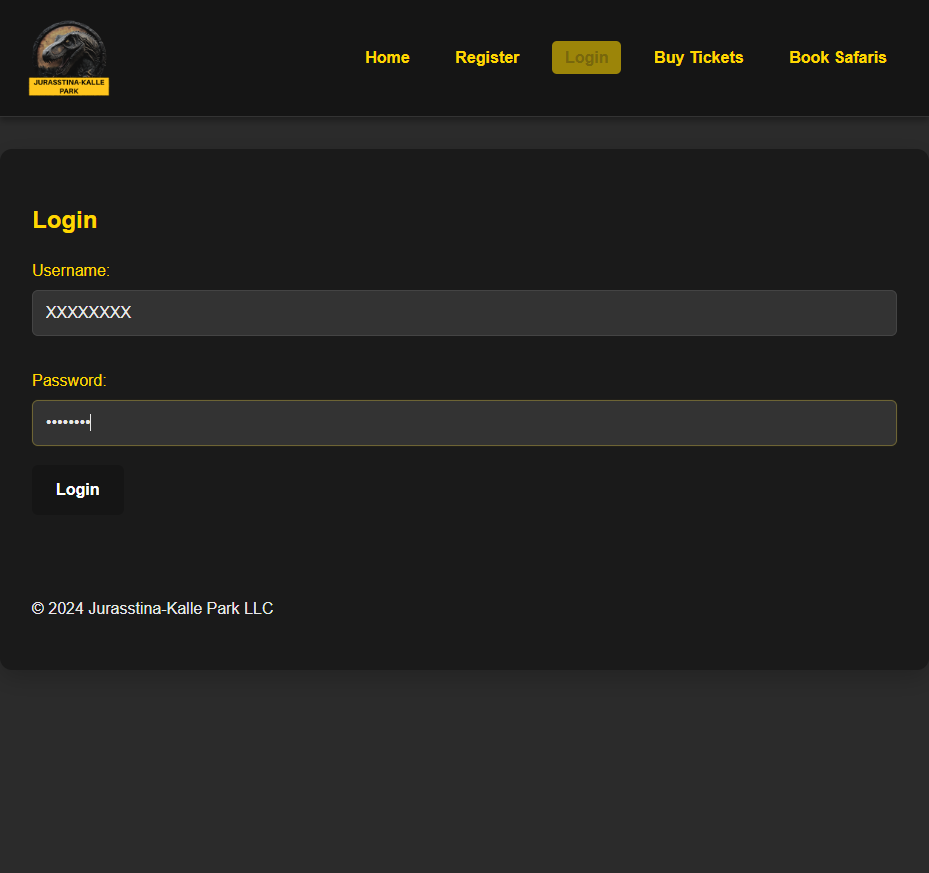 JURASSTINA-KALLE
PARK
Home Register Login Buy Tickets Book Safaris
Login
Username:
XXXXXXXX
Password:
••••••••
Login
© 2024 Jurasstina-Kalle Park LLC